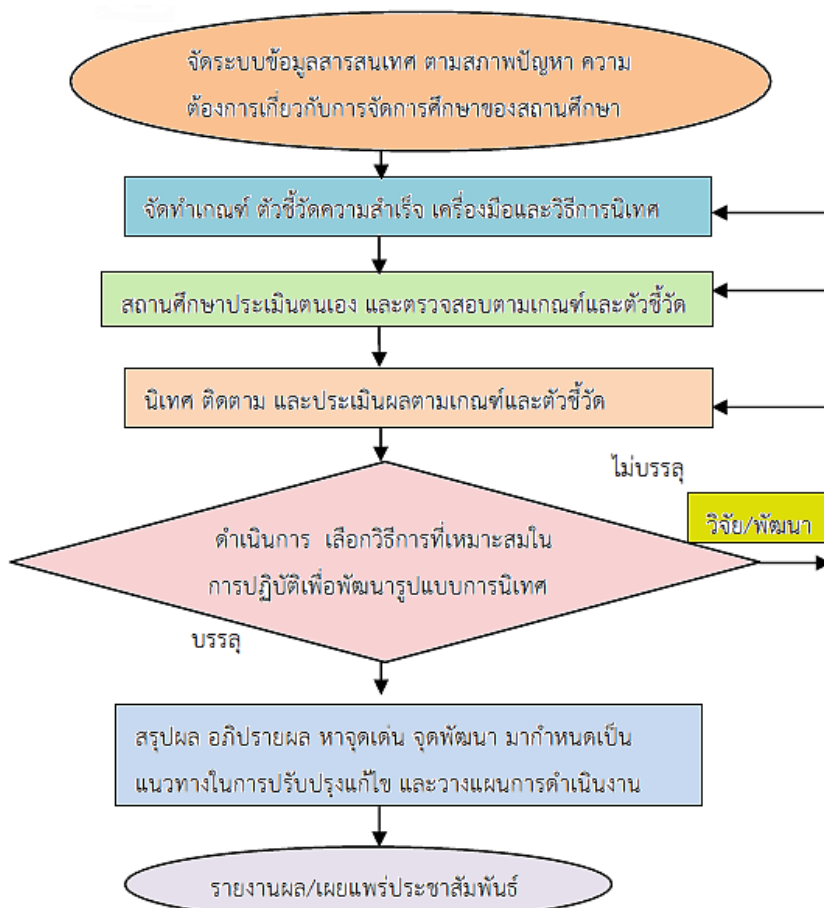 จัดระบบข้อมูลสารสนเทศ ตามสภาพปัญหา ความ
ต้องการเกี่ยวกับการจัดการศึกษาของสถานศึกษา
จัดทำเกณฑ์ ตัวชี้วัดความสำเร็จ เครื่องมือและวิธีการนิเทศ
สถานศึกษาประเมินตนเอง และตรวจสอบตามเกณฑ์และตัวชี้วัด
นิเทศ ติดตาม และประเมินผลตามเกณฑ์และตัวชี้วัด
ไม่บรรลุ
วิจัย/พัฒนา
ดำเนินการ เลือกวิธีการที่เหมาะสมใน
การปฏิบัติเพื่อพัฒนารูปแบบการนิเทศ
บรรลุ
สรุปผล อภิปรายผล หาจุดเด่น จุดพัฒนา มากำหนดเป็น
แนวทางในการปรับปรุงแก้ไข และวางแผนการดำเนินงาน
รายงานผล/เผยแพร่ประชาสัมพันธ์